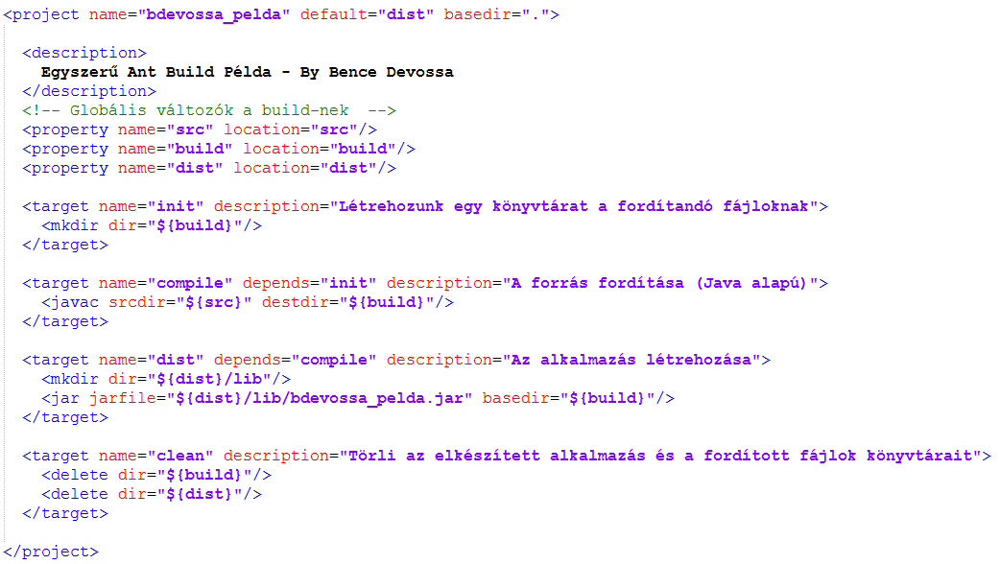 <project name="bdevossa_pelda" default="dist" basedir=".">
<description>
Egyszerű Ant Build Példa - By Bence Devossa
</description>
<!-- Globális változók a build-nek  -->
<property name="src" location="src"/>
<property name="build" location="build"/>
<property name="dist" location="dist"/>
<target name="init" description="Létrehozunk egy könyvtárat a fordítandó fájloknak">
<mkdir dir="${build}"/>
</target>
<target name="compile" depends="init" description="A forrás fordítása (Java alapú)">
<javac srcdir="${src}" destdir="${build}"/>
</target>
<target name="dist" depends="compile" description="Az alkalmazás létrehozása">
<mkdir dir="${dist}/lib"/>
<jar jarfile="${dist}/lib/bdevossa_pelda.jar" basedir="${build}"/>
</target>
<target name="clean" description="Törli az elkészített alkalmazás és a fordított fájlok könyvtárait">
<delete dir="${build}"/>
<delete dir="${dist}"/>
</target>
</project>